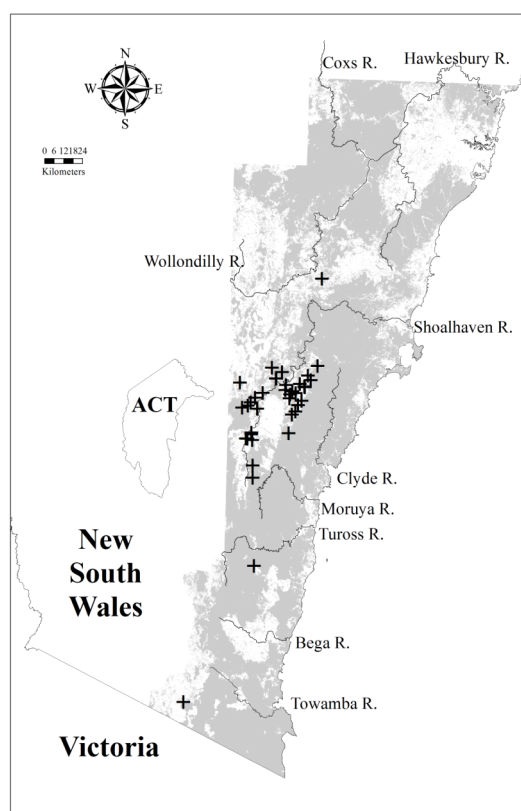 Coxs R.
Hawkesbury R.
N
W
E
S
0 6 121824
Kilometers
Wollondilly R.
Shoalhaven R.
ACT
Clyde R.
Moruya R.
Tuross R.
New
South
Wales
Bega R.
Towamba R.
Victoria